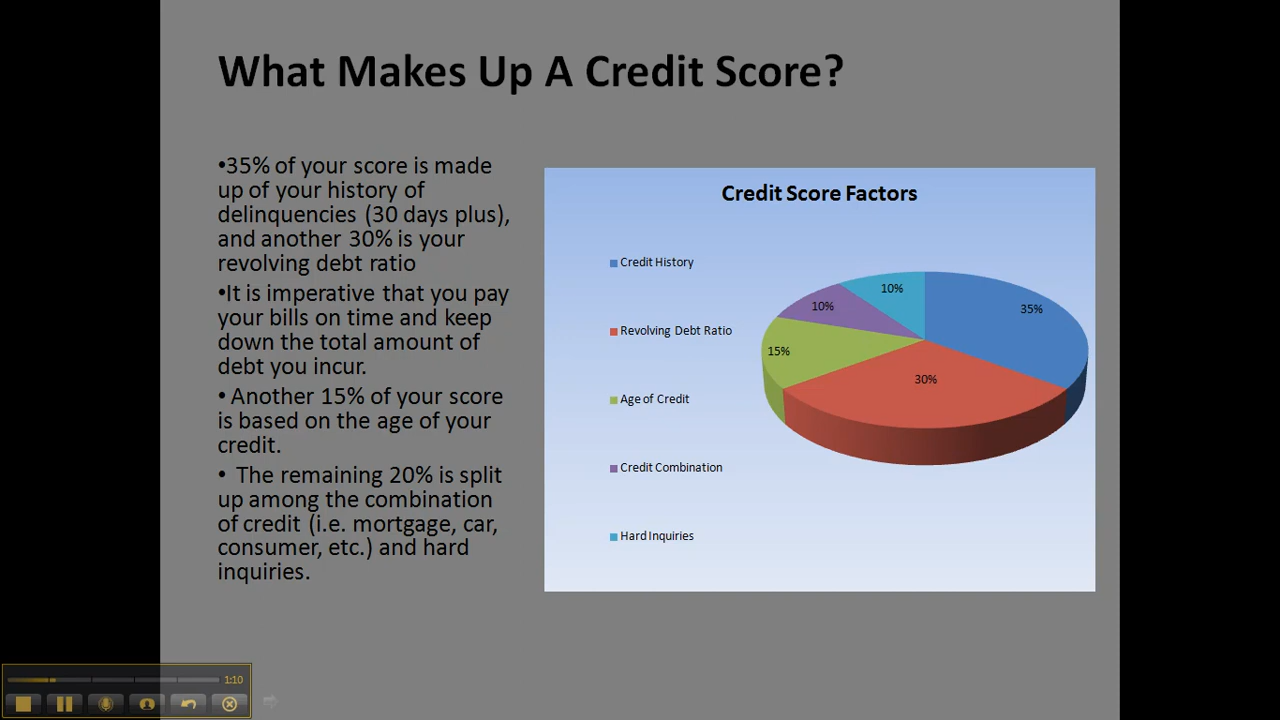 What Makes Up A Credit Score?
•35% of your score is made
up of your history of
delinquencies (30 days plus),
and another 30% is your
revolving debt ratio
•It is imperative that you pay
your bills on time and keep
down the total amount of
debt you incur.
• Another 15% of your score
is based on the age of your
credit.
•  The remaining 20% is split
up among the combination
of credit (i.e. mortgage, car,
consumer, etc.) and hard
inquiries.
Credit Score Factors
Credit History
Revolving Debt Ratio
Age of Credit
Credit Combination
Hard Inquiries
10%
10%
35%
15%
30%
1:10